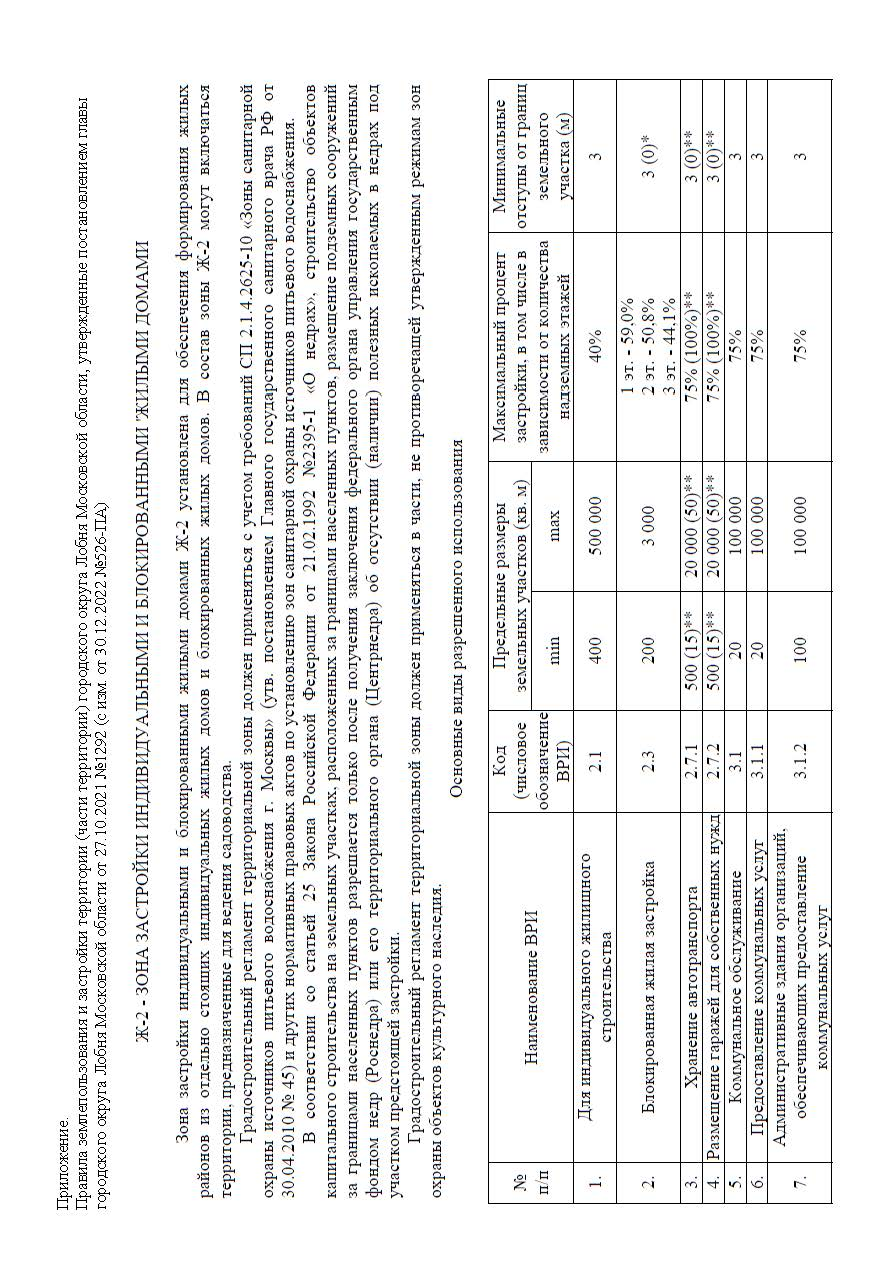 Приложение.
Правила землепользования и застройки территории (части территории) городского округа Лобня Московской области, утвержденные постановлением главы
городского округа Лобня Московской области от 27.10.2021 №1292 (с изм. от 30.12.2022 №526-ПА)
Ж-2 - ЗОНА ЗАСТРОЙКИ ИНДИВИДУАЛЬНЫМИ И БЛОКИРОВАННЫМИ ЖИЛЫМИ ДОМАМИ
Зона застройки индивидуальными и блокированными жилыми домами Ж-2 установлена для обеспечения формирования жилых
районов из отдельно стоящих индивидуальных жилых домов и блокированных жилых домов. В состав зоны Ж-2 могут включаться
территории, предназначенные для ведения садоводства.
Градостроительный регламент территориальной зоны должен применяться с учетом требований СП 2.1.4.2625-10 «Зоны санитарной
охраны источников питьевого водоснабжения г. Москвы» (утв. постановлением Главного государственного санитарного врача РФ от
30.04.2010 № 45) и других нормативных правовых актов по установлению зон санитарной охраны источников питьевого водоснабжения.
В соответствии со статьей 25 Закона Российской Федерации от 21.02.1992 №2395-1 «О недрах», строительство объектов
капитального строительства на земельных участках, расположенных за границами населенных пунктов, размещение подземных сооружений
за границами населенных пунктов разрешается только после получения заключения федерального органа управления государственным
фондом недр (Роснедра) или его территориального органа (Центрнедра) об отсутствии (наличии) полезных ископаемых в недрах под
участком предстоящей застройки.
Градостроительный регламент территориальной зоны должен применяться в части, не противоречащей утвержденным режимам зон
охраны объектов культурного наследия.
Основные виды разрешенного использования
№ п/п Наименование ВРИ Код (числовое обозначение ВРИ) Предельные размеры земельных участков (кв. м) Максимальный процент застройки, в том числе в зависимости от количества надземных этажей Минимальные отступы от границ земельного участка (м)
min max
1. Для индивидуального жилищного строительства 2.1 400 500 000 40% 3
2. Блокированная жилая застройка 2.3 200 3 000 1 эт. - 59,0% 2 эт. - 50,8% 3 эт. - 44,1% 3 (0)*
3. Хранение автотранспорта 2.7.1 500 (15)** 20 000 (50)** 75% (100%)** 3 (0)**
4. Размещение гаражей для собственных нужд 2.7.2 500 (15)** 20 000 (50)** 75% (100%)** 3 (0)**
5. Коммунальное обслуживание 3.1 20 100 000 75% 3
6. Предоставление коммунальных услуг 3.1.1 20 100 000 75% 3
7. Административные здания организаций, обеспечивающих предоставление коммунальных услуг 3.1.2 100 100 000 75% 3